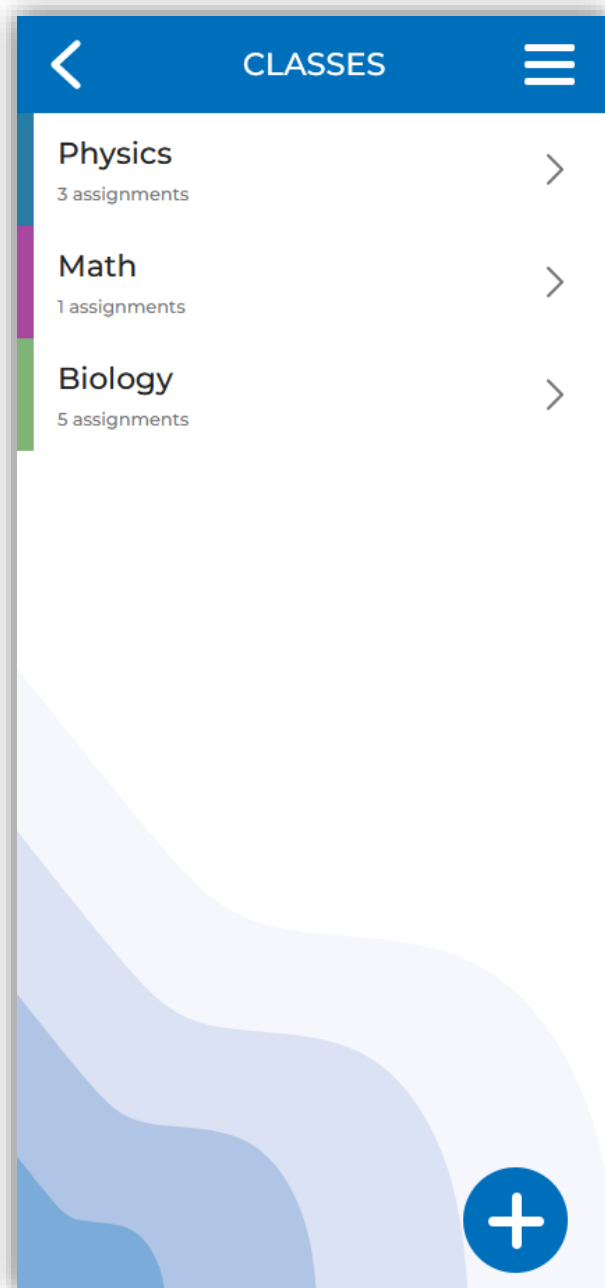 CLASSES
Physics
3 assignments
Math
1 assignments
Biology
5 assignments